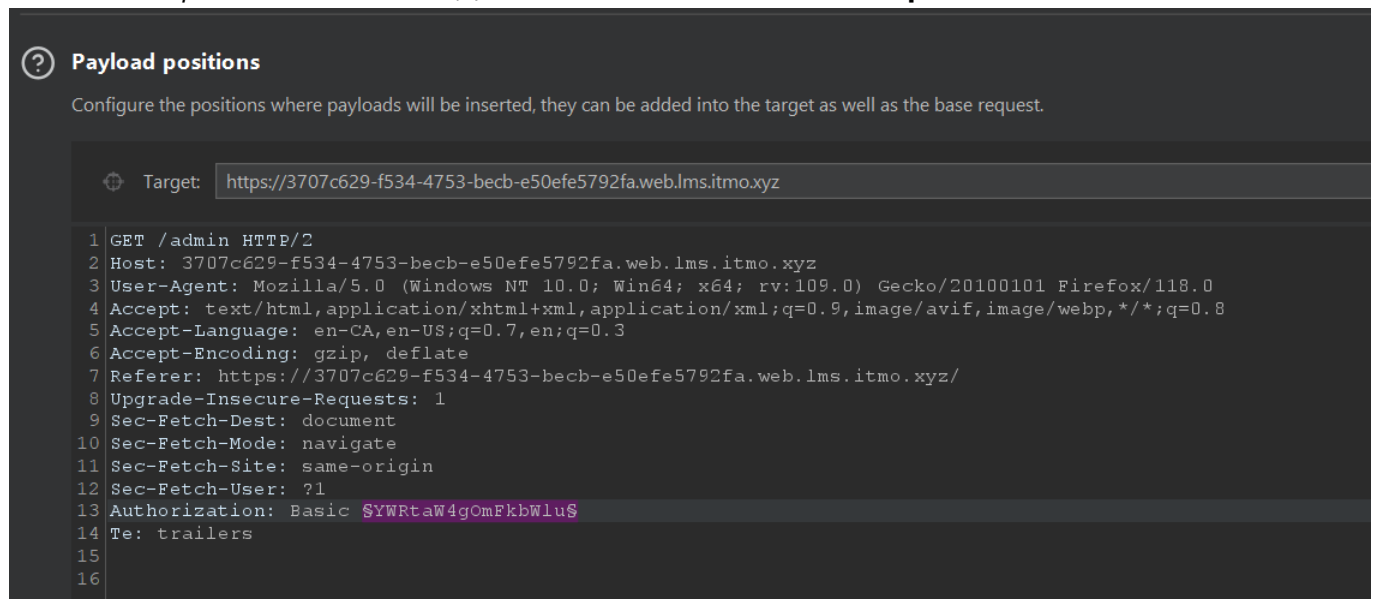 Payload positions
Configure the positions where payloads will be inserted, they can be added into the target as well as the base request.
Target: https://3707c629-f534-4753-becb-e50efe5792fa.web.lms.itmo.xyz
1 GET /admin HTTP/2
2 Host: 3707c629-f534-4753-becb-e50efe5792fa.web.lms.itmo.xyz
3 User-Agent: Mozilla/5.0 (Windows NT 10.0; Win64; x64; rv:109.0) Gecko/20100101 Firefox/118.0
4 Accept: text/html,application/xhtml+xml,application/xml;q=0.9,image/avif,image/webp,*/*;q=0.8
5 Accept-Language: en-CA,en-US;q=0.7,en;q=0.3
6 Accept-Encoding: gzip, deflate
7 Referer: https://3707c629-f534-4753-becb-e50efe5792fa.web.lms.itmo.xyz/
8 Upgrade-Insecure-Requests: 1
9 Sec-Fetch-Dest: document
10 Sec-Fetch-Mode: navigate
11 Sec-Fetch-Site: same-origin
12 Sec-Fetch-User: ?1
13 Authorization: Basic §YWRtaW4gOmFkbWlu§
14 Te: trailers
15
16